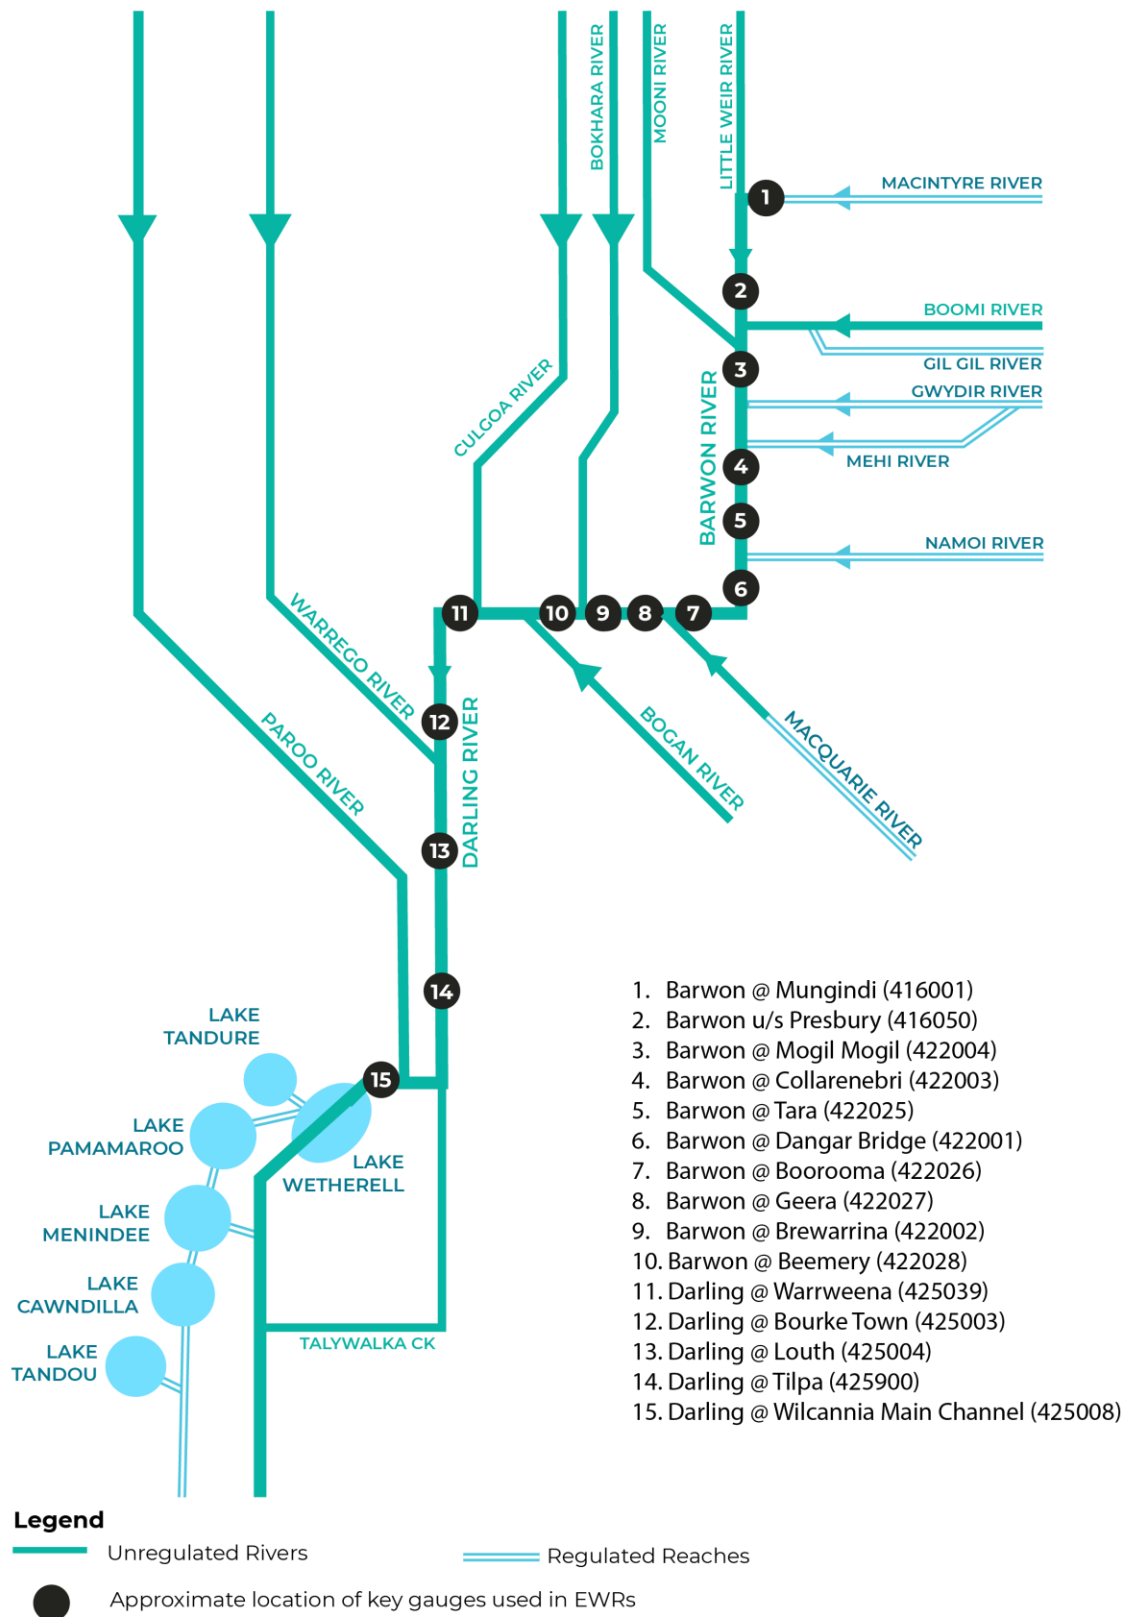 BOKHARA RIVER
MOONI RIVER
LITTLE WEIR RIVER
MACINTYRE RIVER
1
2
BOOMI RIVER
3
GIL GIL RIVER
GWYDIR RIVER
CULGOA RIVER
BARWON RIVER
4
MEHI RIVER
5
NAMOI RIVER
6
11
10
9
8
7
WARREGO RIVER
12
DARLING RIVER
BOGAN RIVER
MACQUARIE RIVER
PAROO RIVER
13
14
LAKE
TANDURE
15
LAKE
PAMAMAROO
LAKE
WETHERELL
LAKE
MENINDEE
LAKE
CAWNDILLA
LAKE
TANDOU
TALYWALKA CK
1. Barwon @ Mungindi (416001)
2. Barwon u/s Presbury (416050)
3. Barwon @ Mogil Mogil (422004)
4. Barwon @ Collarenebri (422003)
5. Barwon @ Tara (422025)
6. Barwon @ Dangar Bridge (422001)
7. Barwon @ Boorooma (422026)
8. Barwon @ Geera (422027)
9. Barwon @ Brewarrina (422002)
10. Barwon @ Beemery (422028)
11. Darling @ Warrweena (425039)
12. Darling @ Bourke Town (425003)
13. Darling @ Louth (425004)
14. Darling @ Tilpa (425900)
15. Darling @ Wilcannia Main Channel (425008)
Legend
Unregulated Rivers
Regulated Reaches
Approximate location of key gauges used in EWRs